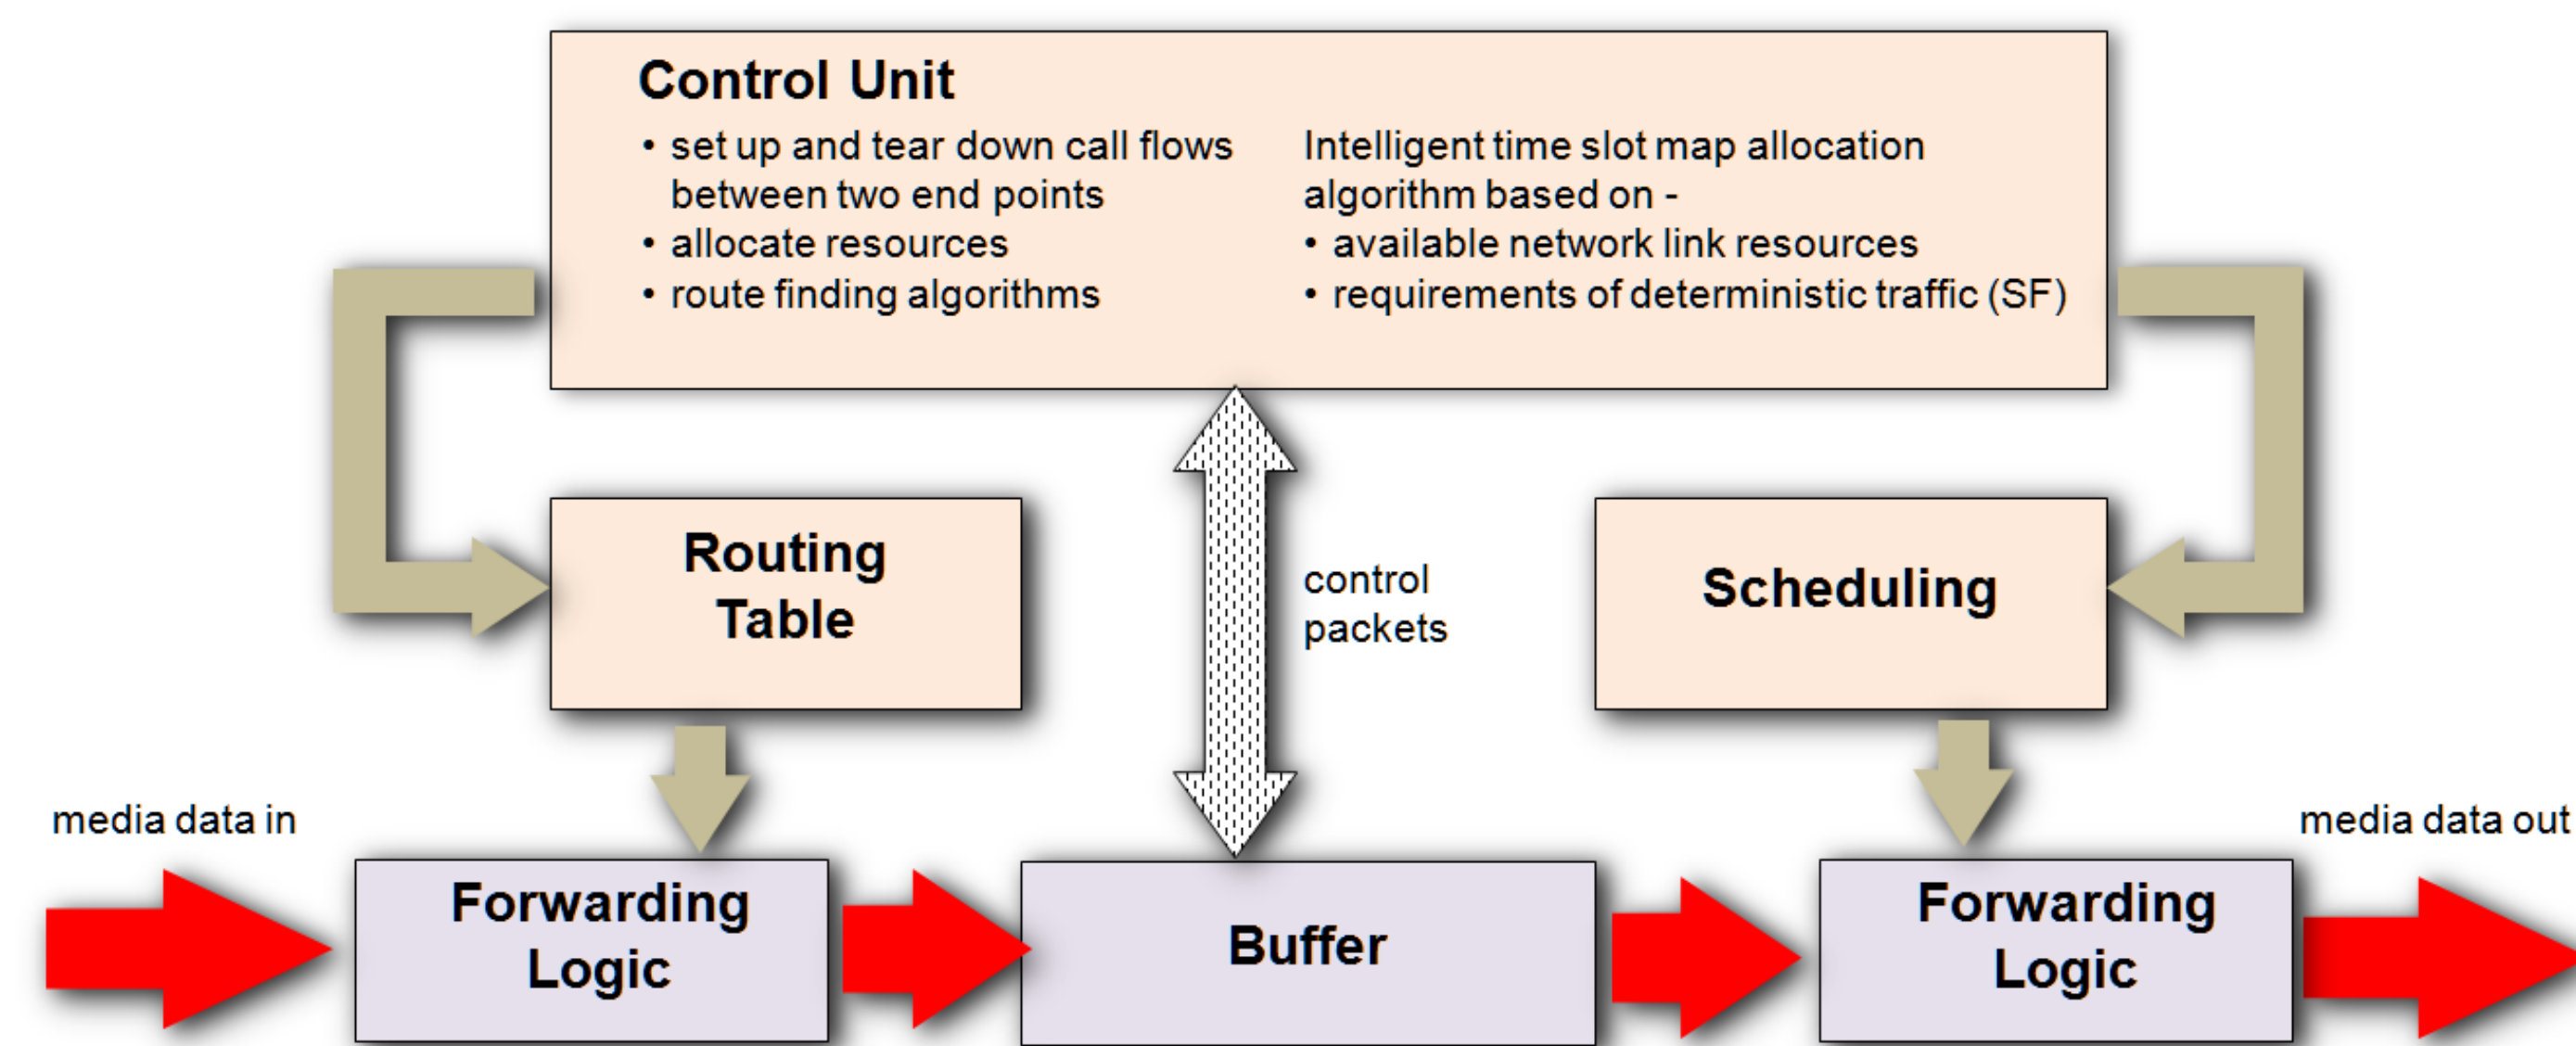 Control Unit
• set up and tear down call flows
between two end points
• allocate resources
• route finding algorithms
Intelligent time slot map allocation
algorithm based on -
• available network link resources
• requirements of deterministic traffic (SF)
Routing
Table
control
packets
Scheduling
media data in
media data out
Forwarding
Logic
Buffer
Forwarding
Logic